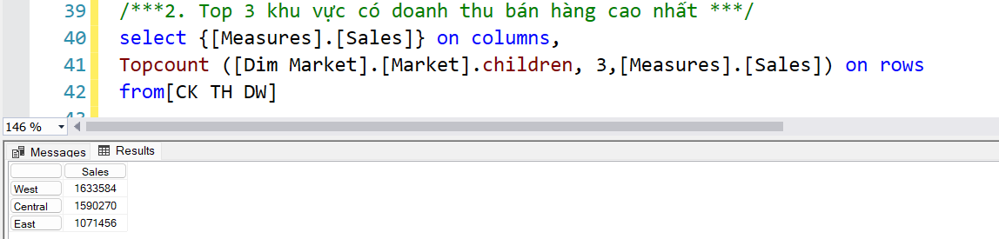 39 /***2. Top 3 khu vực có doanh thu bán hàng cao nhất ***/
40 select {[Measures].[Sales]} on columns,
41 Topcount ([Dim Market].[Market].children, 3,[Measures].[Sales]) on rows
42 from[CK TH DW]
146 %
Messages Results
Sales
West 1633584
Central 1590270
East 1071456